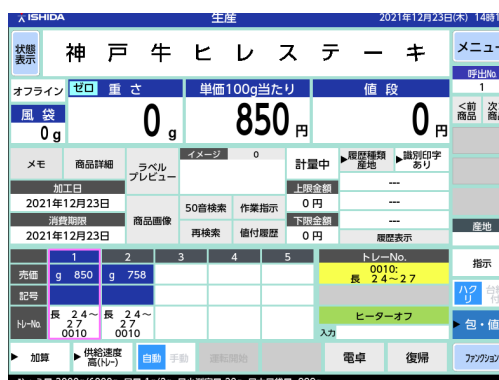 ISHIDA 生産 2021年12月23日(木) 14時1
状態表示 神戸牛ヒレステーキ メニュー
呼出No.
1
オフライン ゼロ 重さ 単価100g当たり 値段
<前商品 次商
風袋 0 g 0 g 850 円 0 円
メモ 商品詳細 ラベルプレビュー イメージ 0 計量中 ▶履歴種類 産地 ▶識別印字 あり
加工日 上限金額 ---
2021年12月23日 50音検索 作業指示 0 円 ---
消費期限 商品画像 下限金額 ---
2021年12月23日 再検索 値付履歴 0 円 履歴表示
産地
1 2 3 4 5 トレーNo.
売価 g 850 g 758 0010:
長 24~27
指示
記号
トレーNo. 長 24~27 0010 長 24~27 0010 ヒーターオフ
入力
ハクリ 台紙付
▶ 包・値
▶ 加算 ▶ 供給速度 高(トレー) 自動 手動 運転開始 電卓 復帰 ファンクション